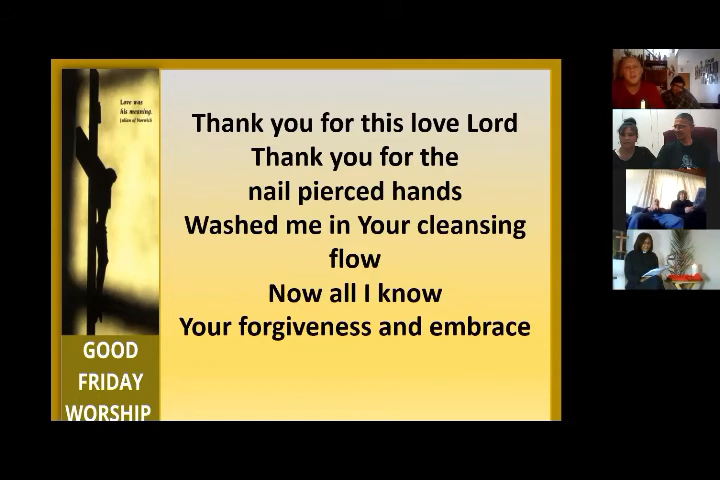 Love was
his meaning.
Thank you for this love Lord
Thank you for the
nail pierced hands
Washed me in Your cleansing
flow
Now all I know
Your forgiveness and embrace
GOOD
FRIDAY
WORSHIP